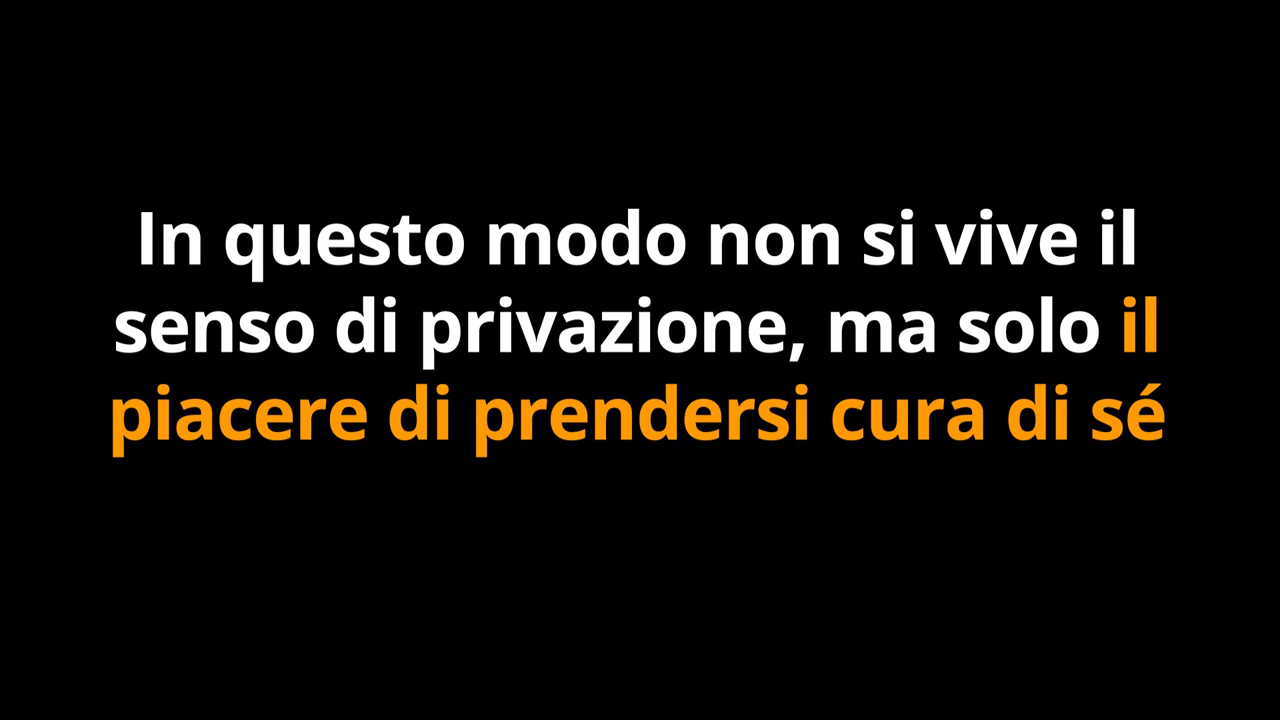 In questo modo non si vive il
senso di privazione, ma solo il
piacere di prendersi cura di sé